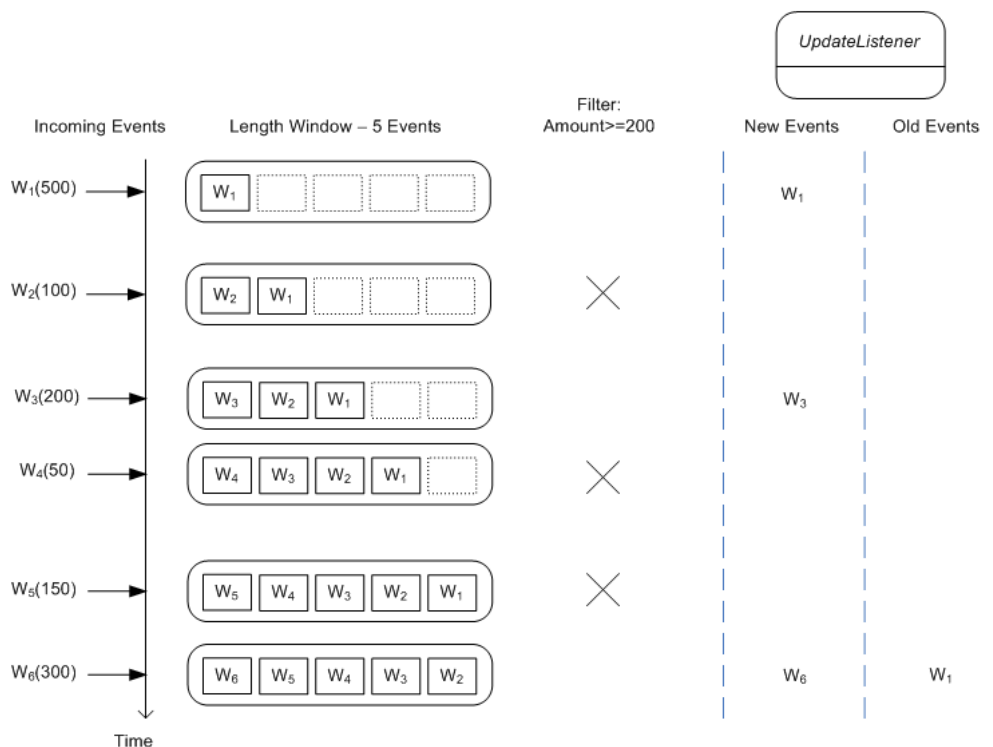 UpdateListener
Filter:
Incoming Events Length Window – 5 Events Amount>=200 New Events Old Events
W₁(500) W₁ W₁
W₂(100) W₂ W₁
W₃(200) W₃ W₂ W₁ W₃
W₄(50) W₄ W₃ W₂ W₁
W₅(150) W₅ W₄ W₃ W₂ W₁
W₆(300) W₆ W₅ W₄ W₃ W₂ W₆ W₁
Time